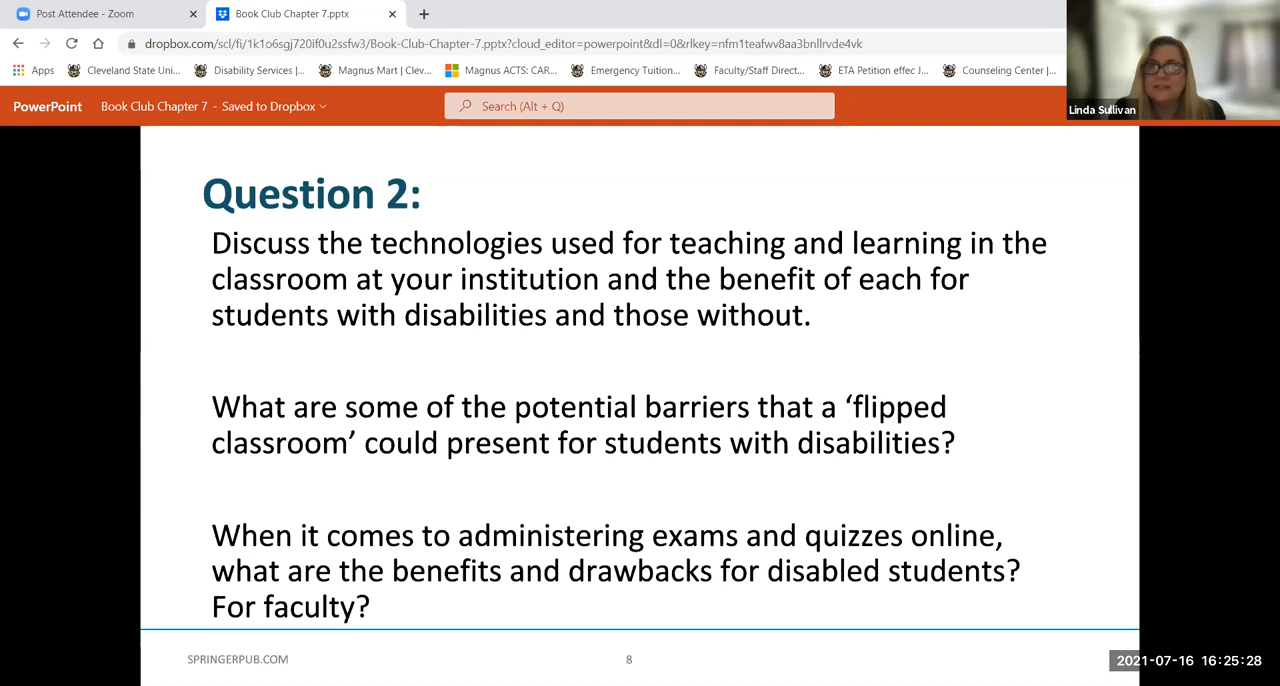 Post Attendee - Zoom
Book Club Chapter 7.pptx
dropbox.com/scl/fi/1k1o6sgj720if0u2ssfw3/Book-Club-Chapter-7.pptx?cloud_editor=powerpoint&dl=0&rlkey=nfm1teafwv8aa3bnllrvde4vk
Apps
Cleveland State Uni...
Disability Services |...
Magnus Mart | Clev...
Magnus ACTS: CAR...
Emergency Tuition...
Faculty/Staff Direct...
ETA Petition effec J...
Counseling Center |...
Linda Sullivan
PowerPoint
Book Club Chapter 7 - Saved to Dropbox
Search (Alt + Q)
Question 2:
Discuss the technologies used for teaching and learning in the
classroom at your institution and the benefit of each for
students with disabilities and those without.
What are some of the potential barriers that a ‘flipped
classroom’ could present for students with disabilities?
When it comes to administering exams and quizzes online,
what are the benefits and drawbacks for disabled students?
For faculty?
SPRINGERPUB.COM
8
2021-07-16 16:25:28